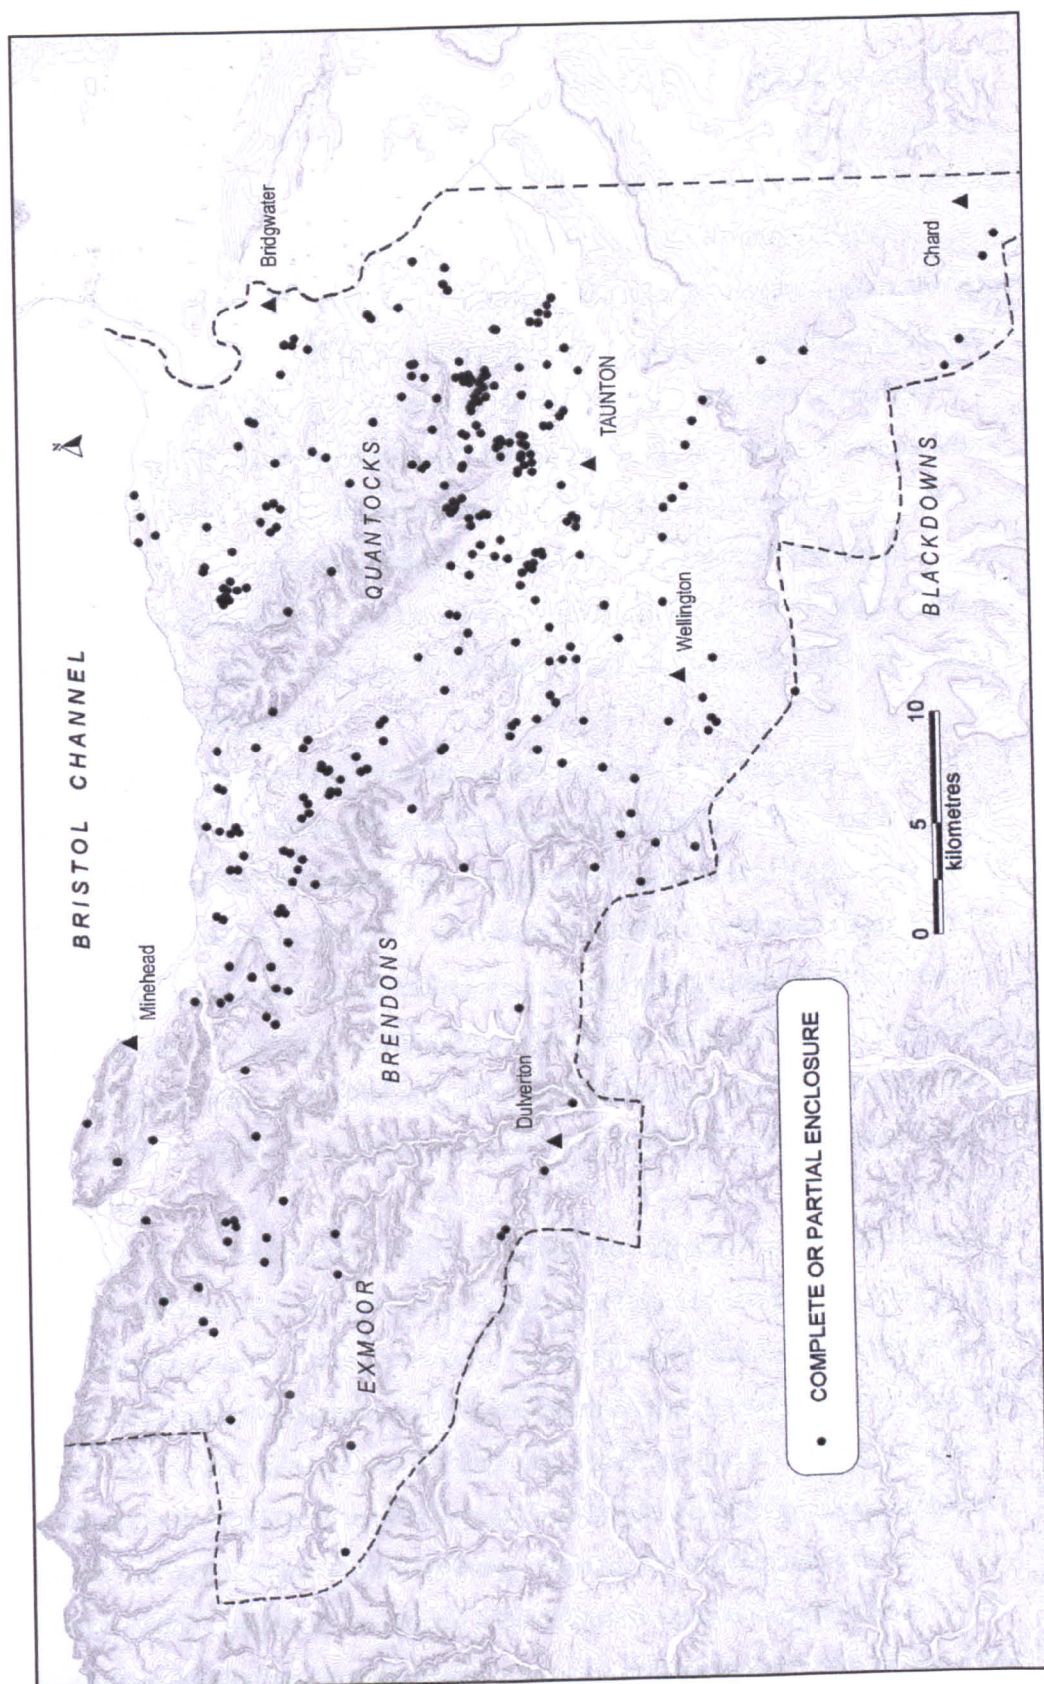 BRISTOL CHANNEL
N
Minehead
Bridgwater
QUANTOCKS
BRENDONS
EXMOOR
Dulverton
TAUNTON
Wellington
Chard
BLACKDOWNS
0 5 10
kilometres
COMPLETE OR PARTIAL ENCLOSURE